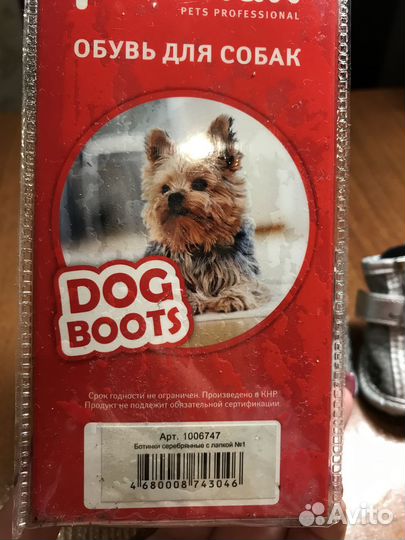 PETS PROFESSIONAL
ОБУВЬ ДЛЯ СОБАК
DOG
BOOTS
Срок годности не ограничен. Произведено в КНР.
Продукт не подлежит обязательной сертификации
Арт. 1006747
Ботинки серебрянные с лапкой №1
4 680008 743046
Avito